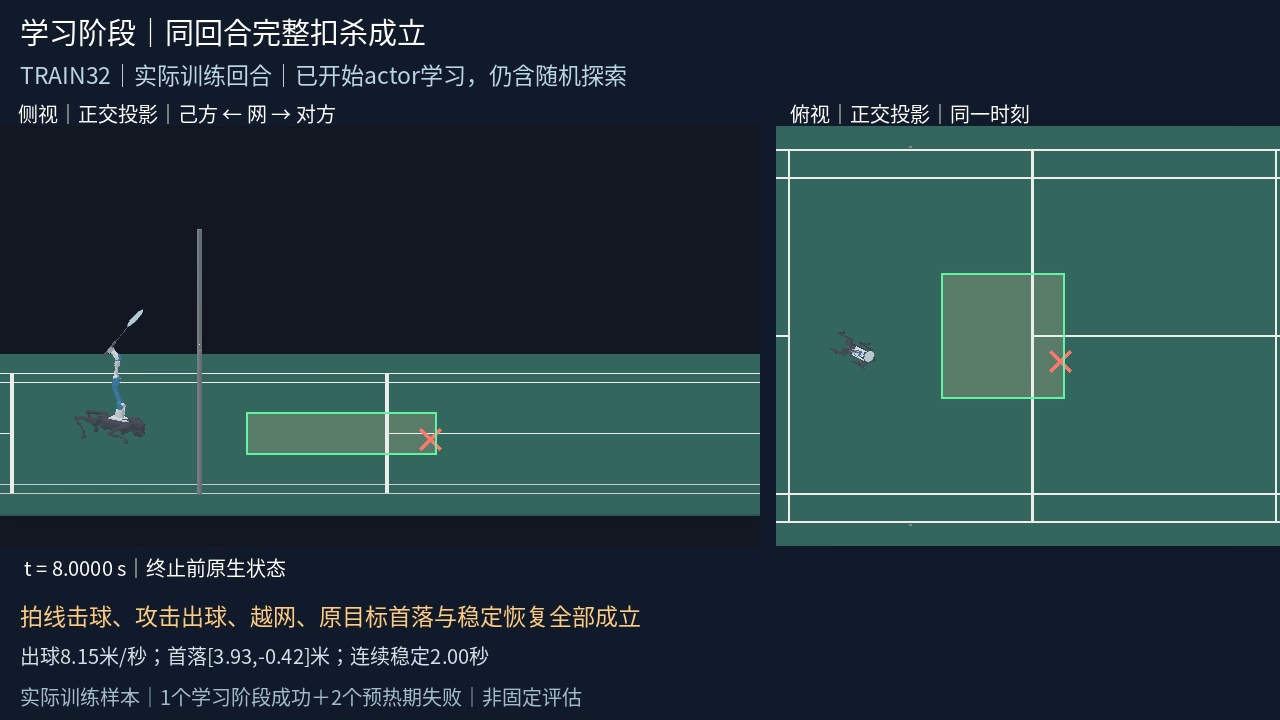 学习阶段｜同回合完整扣杀成立
TRAIN32｜实际训练回合｜已开始actor学习，仍含随机探索
侧视｜正交投影｜己方 ← 网 → 对方
俯视｜正交投影｜同一时刻
t = 8.0000 s｜终止前原生状态
拍线击球、攻击出球、越网、原目标首落与稳定恢复全部成立
出球8.15米/秒；首落[3.93,-0.42]米；连续稳定2.00秒
实际训练样本｜1个学习阶段成功＋2个预热期失败｜非固定评估